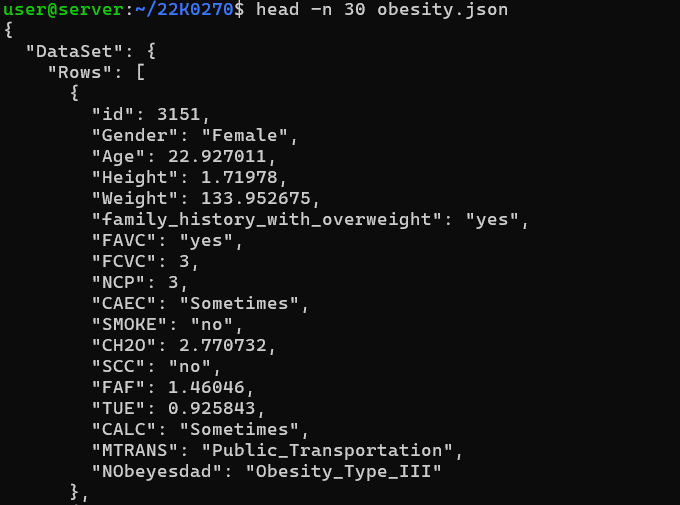 user@server:~/22K0270$ head -n 30 obesity.json
{
  "DataSet": {
    "Rows": [
      {
        "id": 3151,
        "Gender": "Female",
        "Age": 22.927011,
        "Height": 1.71978,
        "Weight": 133.952675,
        "family_history_with_overweight": "yes",
        "FAVC": "yes",
        "FCVC": 3,
        "NCP": 3,
        "CAEC": "Sometimes",
        "SMOKE": "no",
        "CH2O": 2.770732,
        "SCC": "no",
        "FAF": 1.46046,
        "TUE": 0.925843,
        "CALC": "Sometimes",
        "MTRANS": "Public_Transportation",
        "NObeyesdad": "Obesity_Type_III"
      },